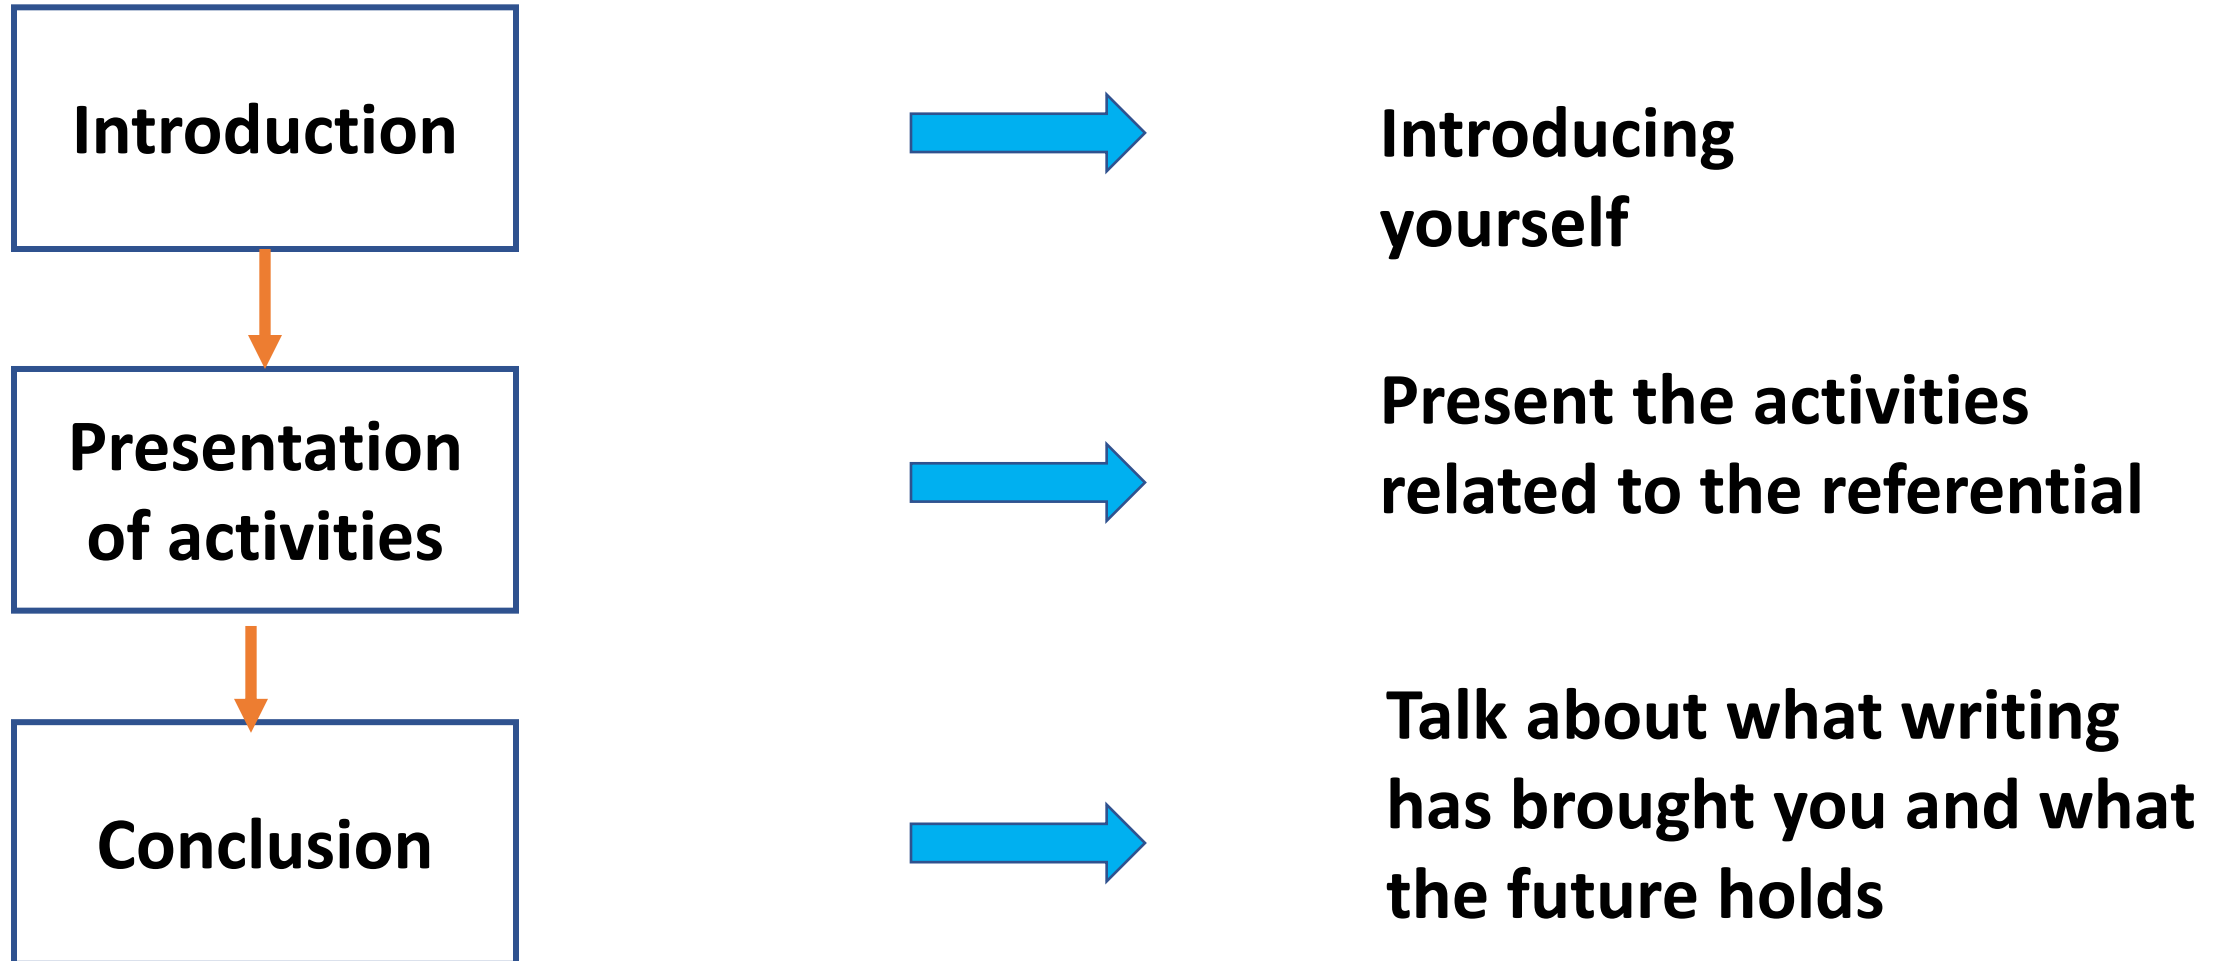 Introduction
Introducing
yourself
Presentation
of activities
Present the activities
related to the referential
Conclusion
Talk about what writing
has brought you and what
the future holds